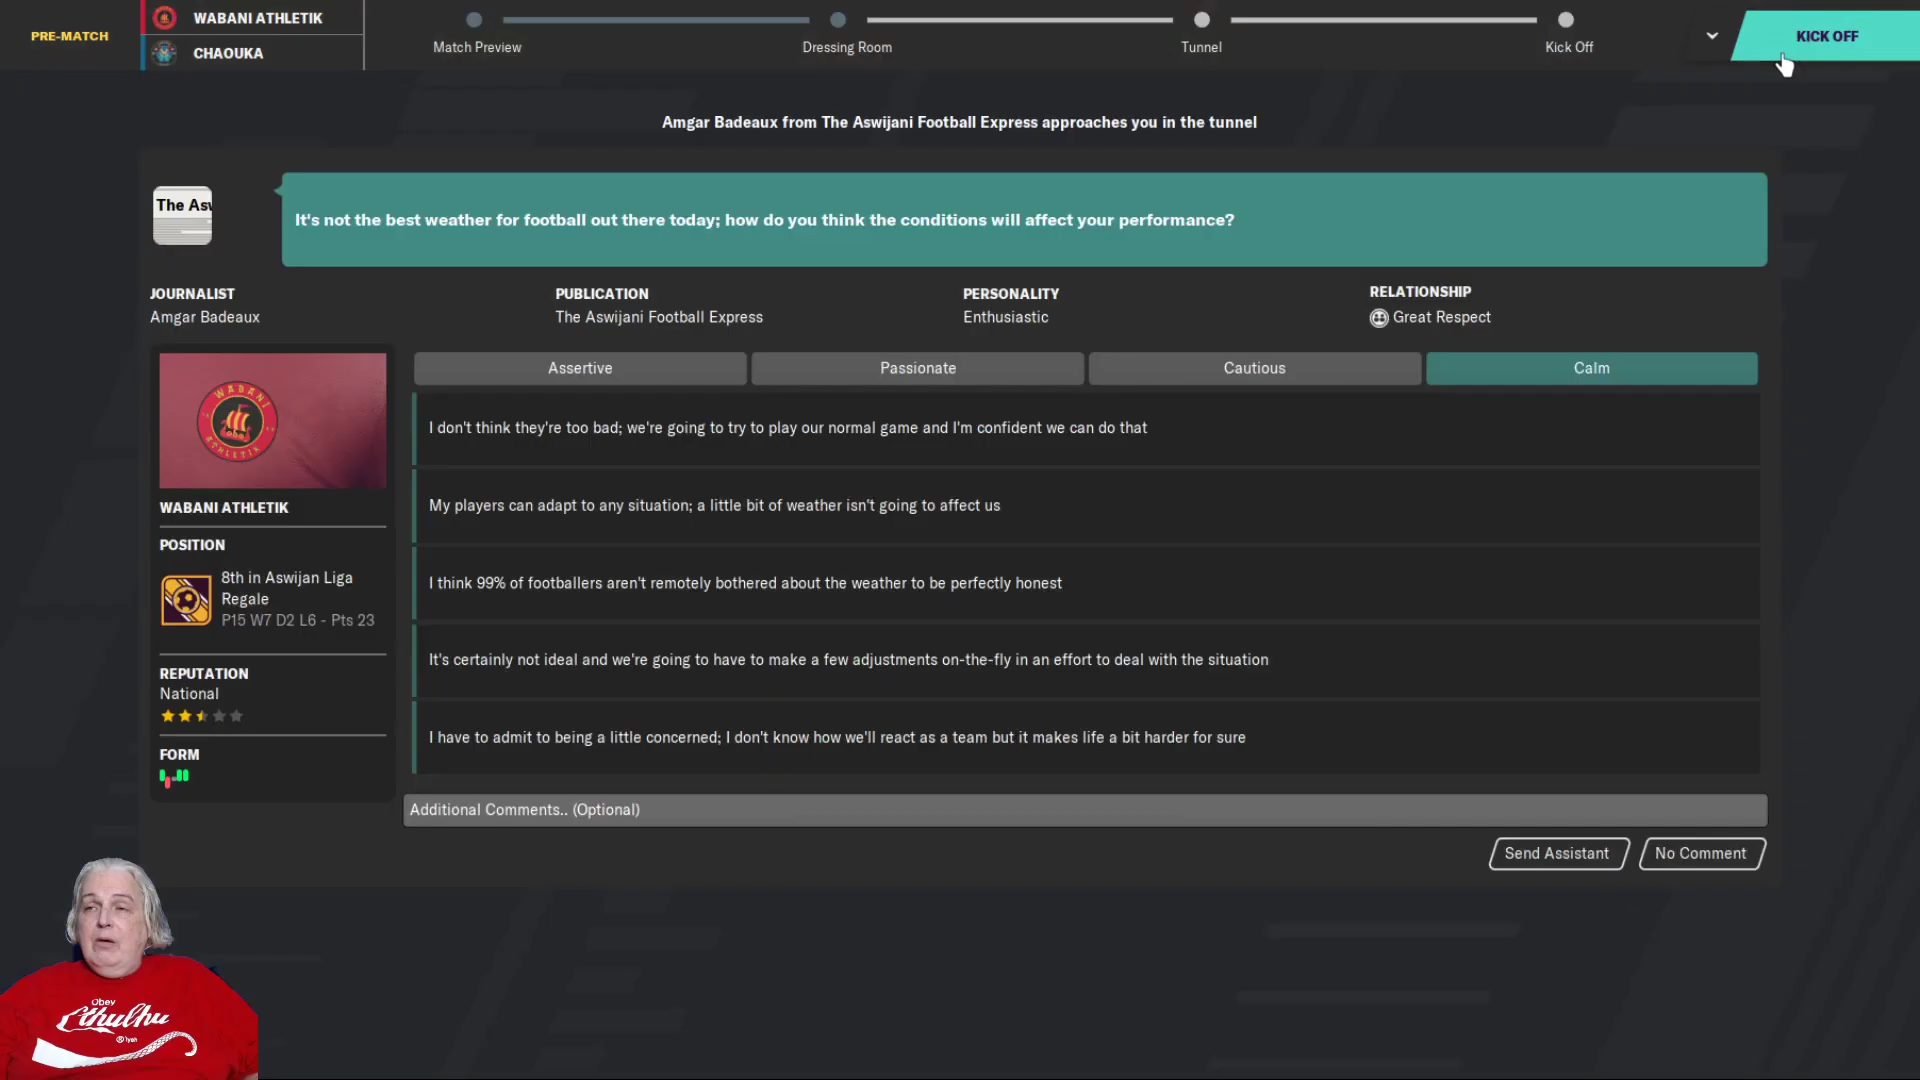 PRE-MATCH
WABANI ATHLETIK
CHAOUKA
Match Preview
Dressing Room
Tunnel
Kick Off
KICK OFF
Amgar Badeaux from The Aswijani Football Express approaches you in the tunnel
The Asw
It's not the best weather for football out there today; how do you think the conditions will affect your performance?
JOURNALIST
Amgar Badeaux
PUBLICATION
The Aswijani Football Express
PERSONALITY
Enthusiastic
RELATIONSHIP
Great Respect
WABANI
ATHLETIK
WABANI ATHLETIK
POSITION
8th in Aswijan Liga
Regale
P15 W7 D2 L6 - Pts 23
REPUTATION
National
FORM
Assertive
Passionate
Cautious
Calm
I don't think they're too bad; we're going to try to play our normal game and I'm confident we can do that
My players can adapt to any situation; a little bit of weather isn't going to affect us
I think 99% of footballers aren't remotely bothered about the weather to be perfectly honest
It's certainly not ideal and we're going to have to make a few adjustments on-the-fly in an effort to deal with the situation
I have to admit to being a little concerned; I don't know how we'll react as a team but it makes life a bit harder for sure
Additional Comments.. (Optional)
Send Assistant
No Comment
Obey
Cthulhu